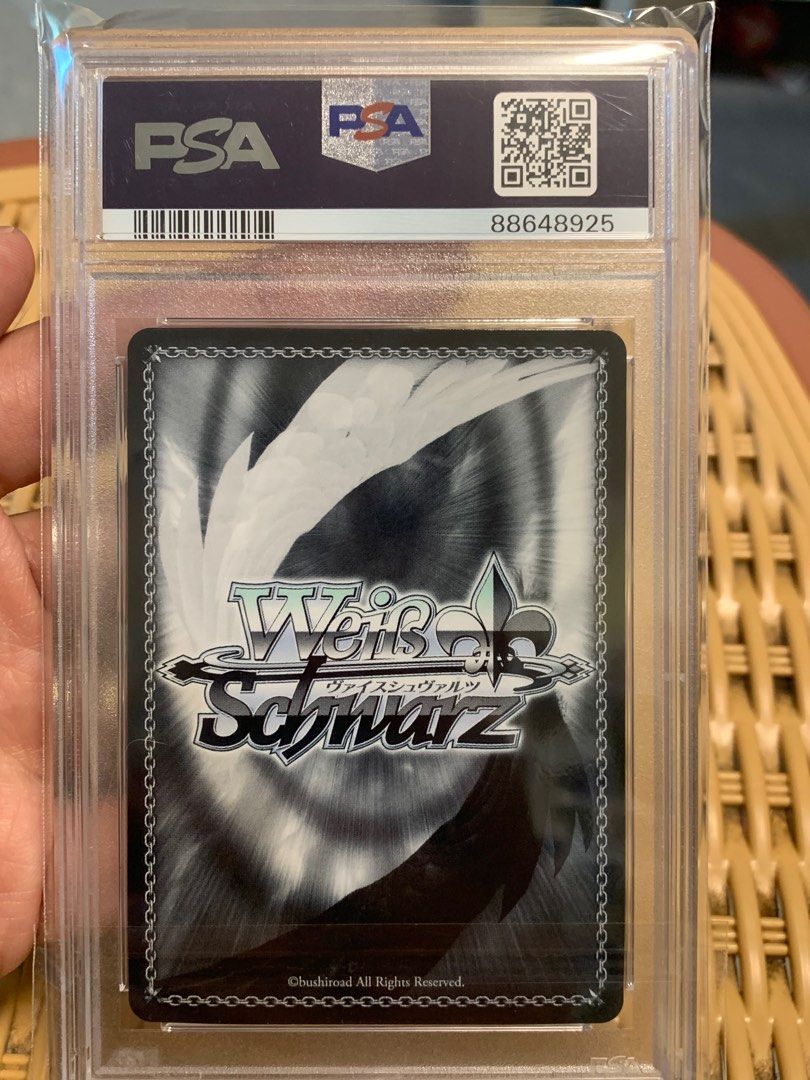 PSA
PSA
88648925
Weiß
ヴァイスシュヴァルツ
Schwarz
©bushiroad All Rights Reserved.
PSA